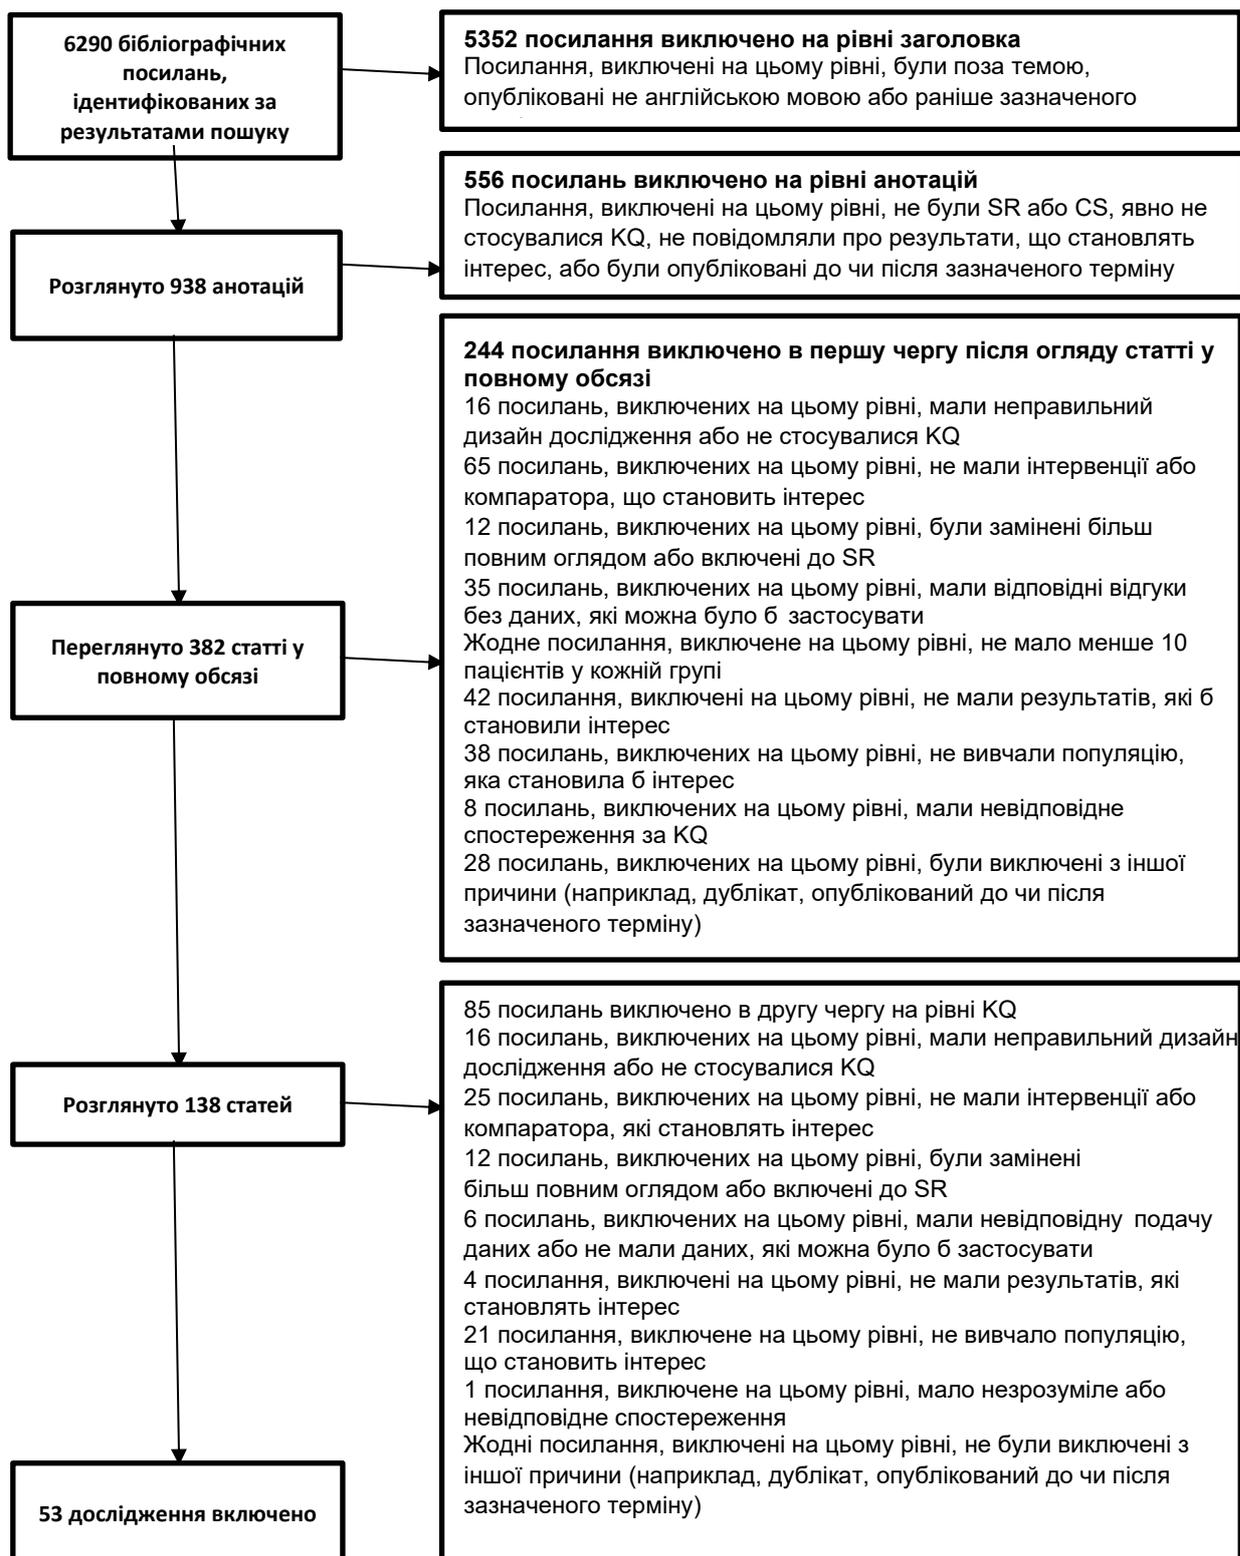 6290 бібліографічних
посилань,
ідентифікованих за
результатами пошуку
5352 посилання виключено на рівні заголовка
Посилання, виключені на цьому рівні, були поза темою,
опубліковані не англійською мовою або раніше зазначеного
556 посилань виключено на рівні анотацій
Посилання, виключені на цьому рівні, не були SR або CS, явно не
стосувалися KQ, не повідомляли про результати, що становлять
інтерес, або були опубліковані до чи після зазначеного терміну
Розглянуто 938 анотацій
244 посилання виключено в першу чергу після огляду статті у
повному обсязі
16 посилань, виключених на цьому рівні, мали неправильний
дизайн дослідження або не стосувалися KQ
65 посилань, виключених на цьому рівні, не мали інтервенції або
компаратора, що становить інтерес
12 посилань, виключених на цьому рівні, були замінені більш
повним оглядом або включені до SR
35 посилань, виключених на цьому рівні, мали відповідні відгуки
без даних, які можна було б застосувати
Жодне посилання, виключене на цьому рівні, не мало менше 10
пацієнтів у кожній групі
42 посилання, виключені на цьому рівні, не мали результатів, які б
становили інтерес
38 посилань, виключених на цьому рівні, не вивчали популяцію,
яка становила б інтерес
8 посилань, виключених на цьому рівні, мали невідповідне
спостереження за KQ
28 посилань, виключених на цьому рівні, були виключені з іншої
причини (наприклад, дублікат, опублікований до чи після
зазначеного терміну)
Переглянуто 382 статті у
повному обсязі
85 посилань виключено в другу чергу на рівні KQ
16 посилань, виключених на цьому рівні, мали неправильний дизайн
дослідження або не стосувалися KQ
25 посилань, виключених на цьому рівні, не мали інтервенції або
компаратора, які становлять інтерес
12 посилань, виключених на цьому рівні, були замінені
більш повним оглядом або включені до SR
6 посилань, виключених на цьому рівні, мали невідповідну подачу
даних або не мали даних, які можна було б застосувати
4 посилання, виключені на цьому рівні, не мали результатів, які
становлять інтерес
21 посилання, виключене на цьому рівні, не вивчало популяцію,
що становить інтерес
1 посилання, виключене на цьому рівні, мало незрозуміле або
невідповідне спостереження
Жодні посилання, виключені на цьому рівні, не були виключені з
іншої причини (наприклад, дублікат, опублікований до чи після
зазначеного терміну)
Розглянуто 138 статей
53 дослідження включено